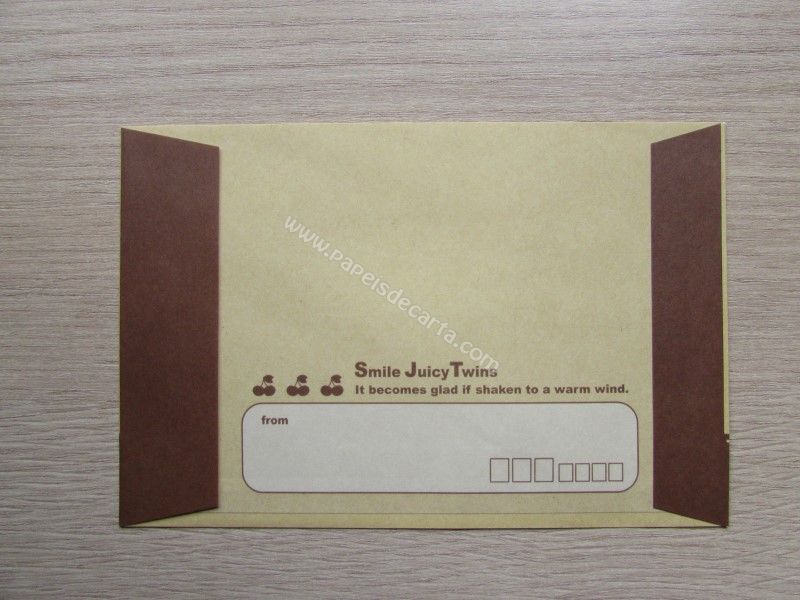 www.papeisdecarta.com
Smile Juicy Twins
It becomes glad if shaken to a warm wind.
from